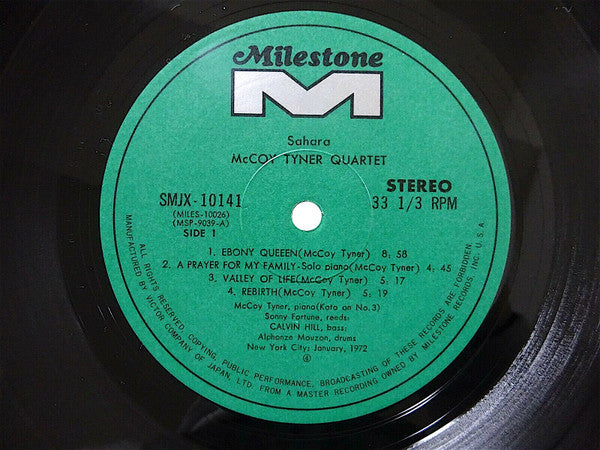 Milestone
M
Sahara
McCOY TYNER QUARTET
SMJX-10141
STEREO
(MILES-10026)
33 1/3 RPM
(MSP-9039-A)
SIDE 1
1. EBONY QUEEN(McCoy Tyner) 8, 58
2. A PRAYER FOR MY FAMILY-Solo piano(McCoy Tyner) 4, 45
3. VALLEY OF LIFE(McCoy Tyner) 5, 17
4. REBIRTH(McCoy Tyner) 5, 19
McCoy Tyner, piano(Koto on No.3)
Sonny Fortune, reeds;
CALVIN HILL, bass;
Alphonze Mouzon, drums
New York City: January, 1972
MANUFACTURED BY VICTOR COMPANY OF JAPAN, LTD. FROM A MASTER RECORDING OWNED BY MILESTONE RECORDS, INC. U.S.A.
ALL RIGHTS RESERVED. COPYING, PUBLIC PERFORMANCE, BROADCASTING OF THESE RECORDS ARE FORBIDDEN